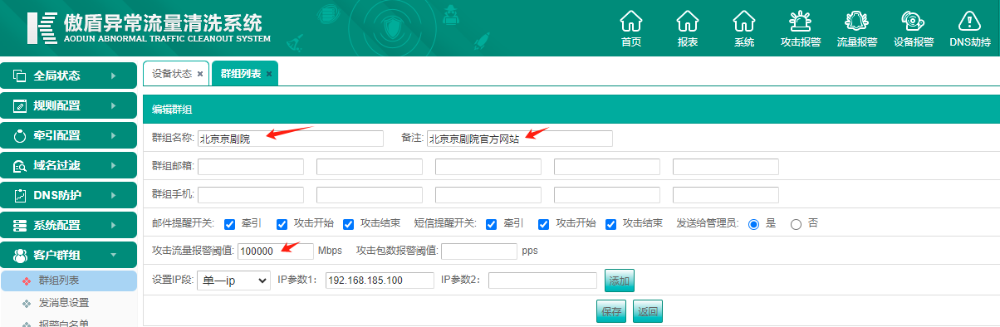 傲盾异常流量清洗系统
AODUN ABNORMAL TRAFFIC CLEANOUT SYSTEM
首页 报表 系统 攻击报警 流量报警 设备报警 DNS劫持
全局状态
规则配置
牵引配置
域名过滤
DNS防护
系统配置
客户群组
群组列表
发消息设置
报警白名单
设备状态 × 群组列表 ×
编辑群组
群组名称: 北京京剧院 备注: 北京京剧院官方网站
群组邮箱:
群组手机:
邮件提醒开关: 牵引 攻击开始 攻击结束 短信提醒开关: 牵引 攻击开始 攻击结束 发送给管理员: 是 否
攻击流量报警阈值: 100000 Mbps 攻击包数报警阈值: pps
设置IP段: 单一ip IP参数1: 192.168.185.100 IP参数2: 添加
保存 返回